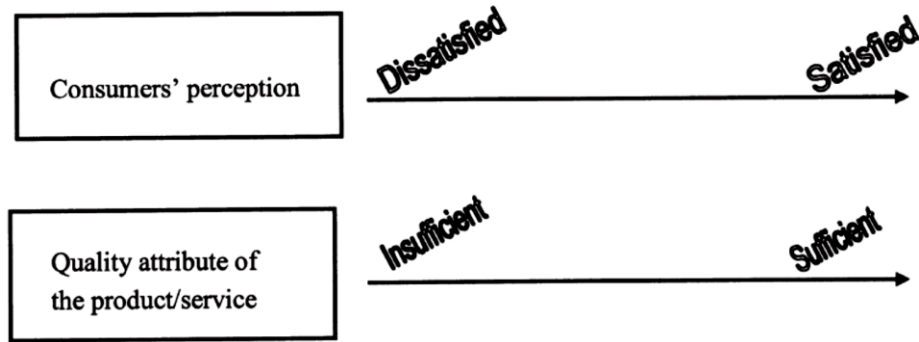 Dissatisfied
Satisfied
Consumers’ perception
Insufficient
Sufficient
Quality attribute of
the product/service